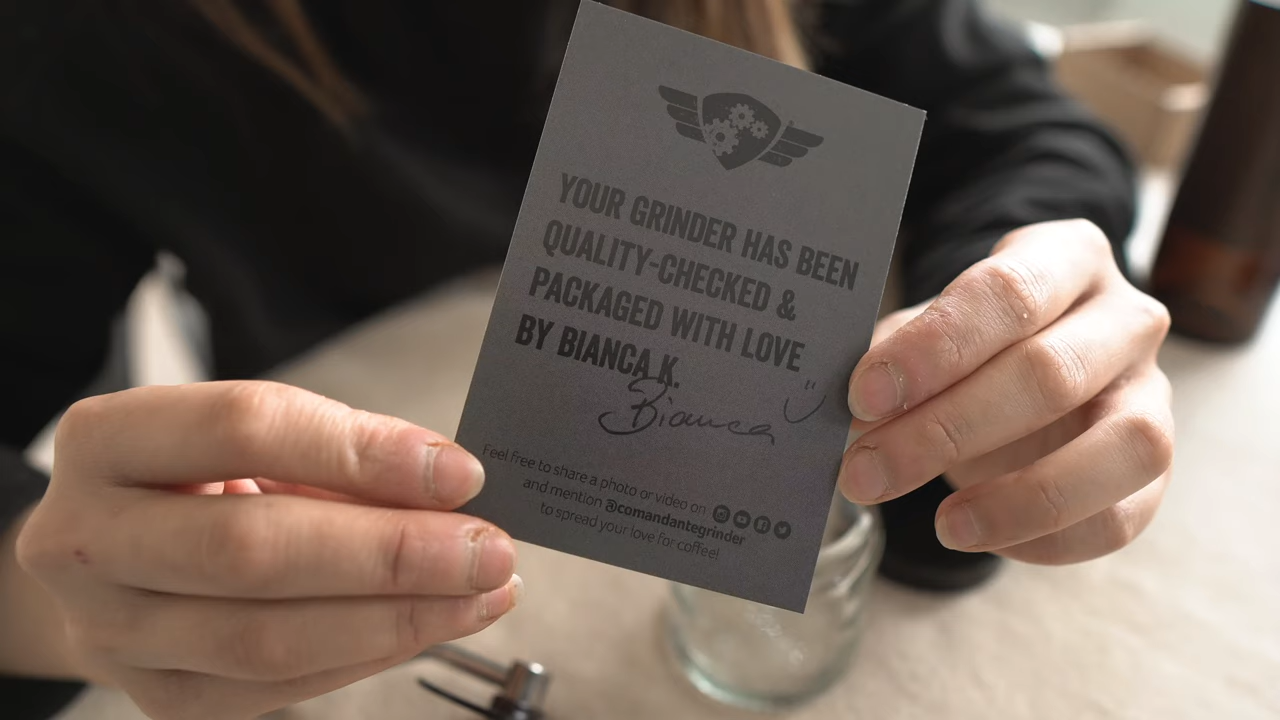 YOUR GRINDER HAS BEEN
QUALITY-CHECKED &
PACKAGED WITH LOVE
BY BIANCA K.
Bianca
Feel free to share a photo or video on
and mention @comandantegrinder
to spread your love for coffee!